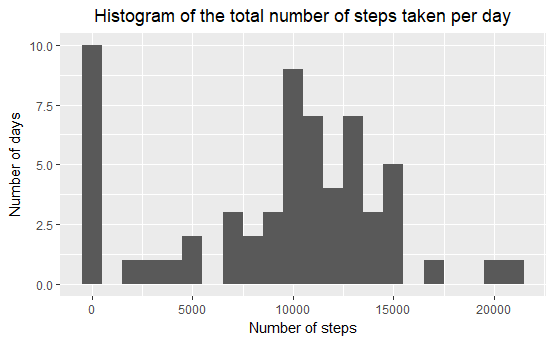 Histogram of the total number of steps taken per day
10.0
7.5
5.0
2.5
0.0
Number of days
0 5000 10000 15000 20000
Number of steps